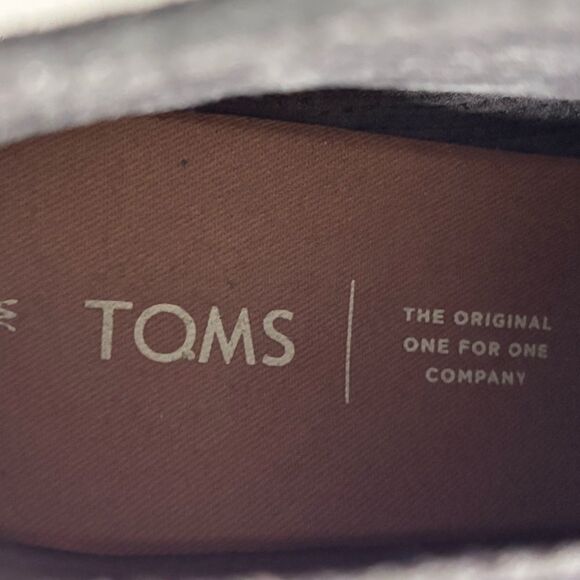 TOMS
THE ORIGINAL
ONE FOR ONE
COMPANY